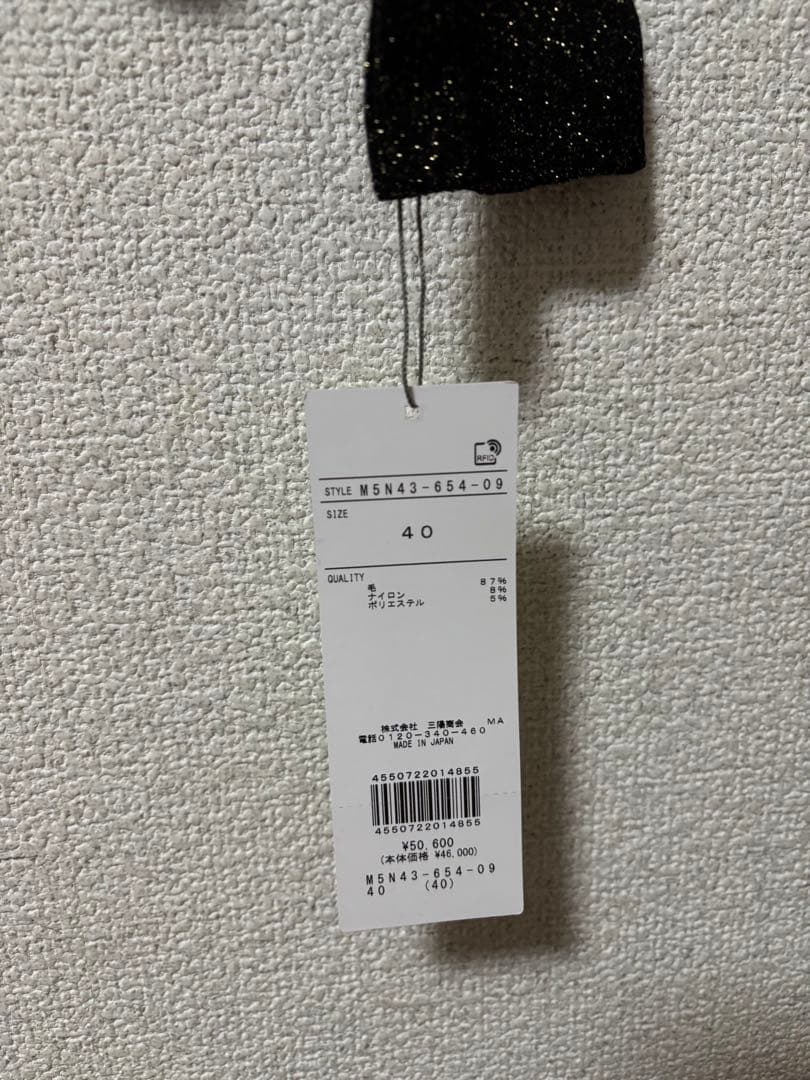 RFID
STYLE M5N43-654-09
SIZE
40
QUALITY
毛 87%
ナイロン 8%
ポリエステル 5%
株式会社 三陽商会 MA
電話0120-340-460
MADE IN JAPAN
4550722014855
4550722014855
¥50,600
(本体価格 ¥46,000)
M5N43-654-09
40 (40)